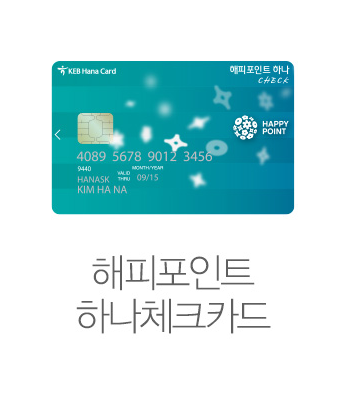 KEB Hana Card
해피포인트 하나
CHECK
HAPPY
POINT
4089 5678 9012 3456
9440
MONTH/YEAR
VALID
THRU
09/15
HANASK
KIM HA NA
해피포인트
하나체크카드